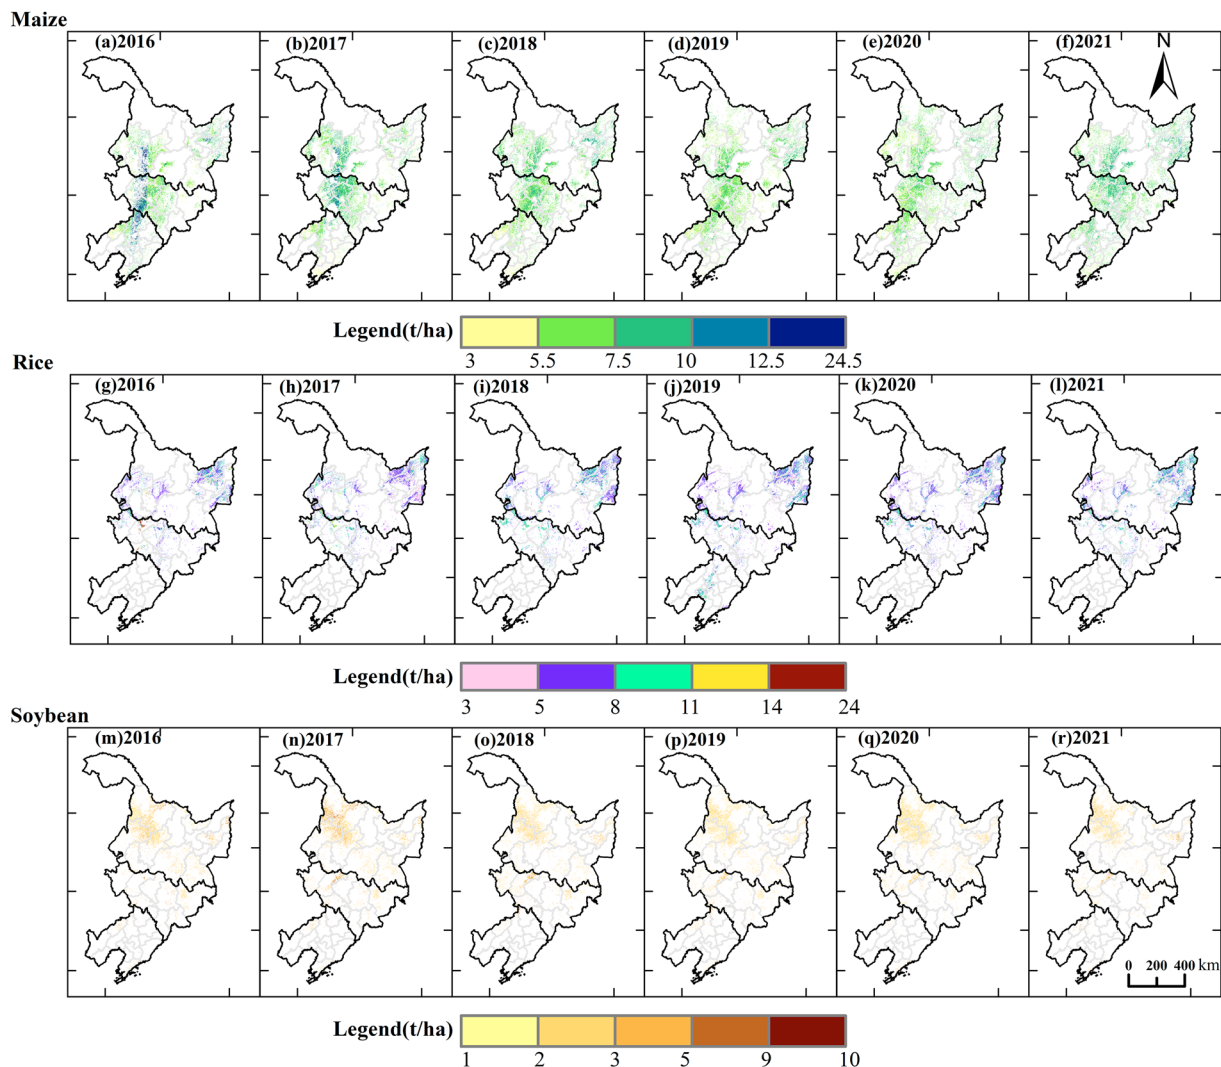 Maize
(a)2016 (b)2017 (c)2018 (d)2019 (e)2020 (f)2021 N
Legend(t/ha)
3 5.5 7.5 10 12.5 24.5
Rice
(g)2016 (h)2017 (i)2018 (j)2019 (k)2020 (l)2021
Legend(t/ha)
3 5 8 11 14 24
Soybean
(m)2016 (n)2017 (o)2018 (p)2019 (q)2020 (r)2021
0 200 400 km
Legend(t/ha)
1 2 3 5 9 10